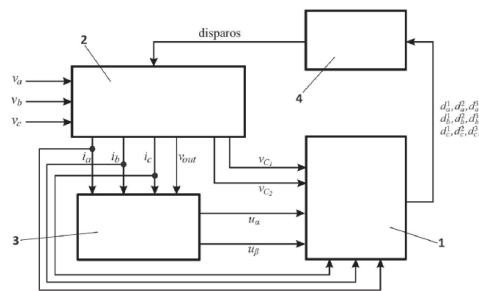 disparos
2
4
v_a
v_b
v_c
d_a^1, d_a^2, d_a^3
d_b^1, d_b^2, d_b^3
d_c^1, d_c^2, d_c^3
i_a i_b i_c v_out
v_C1
v_C2
u_α
3
u_β
1